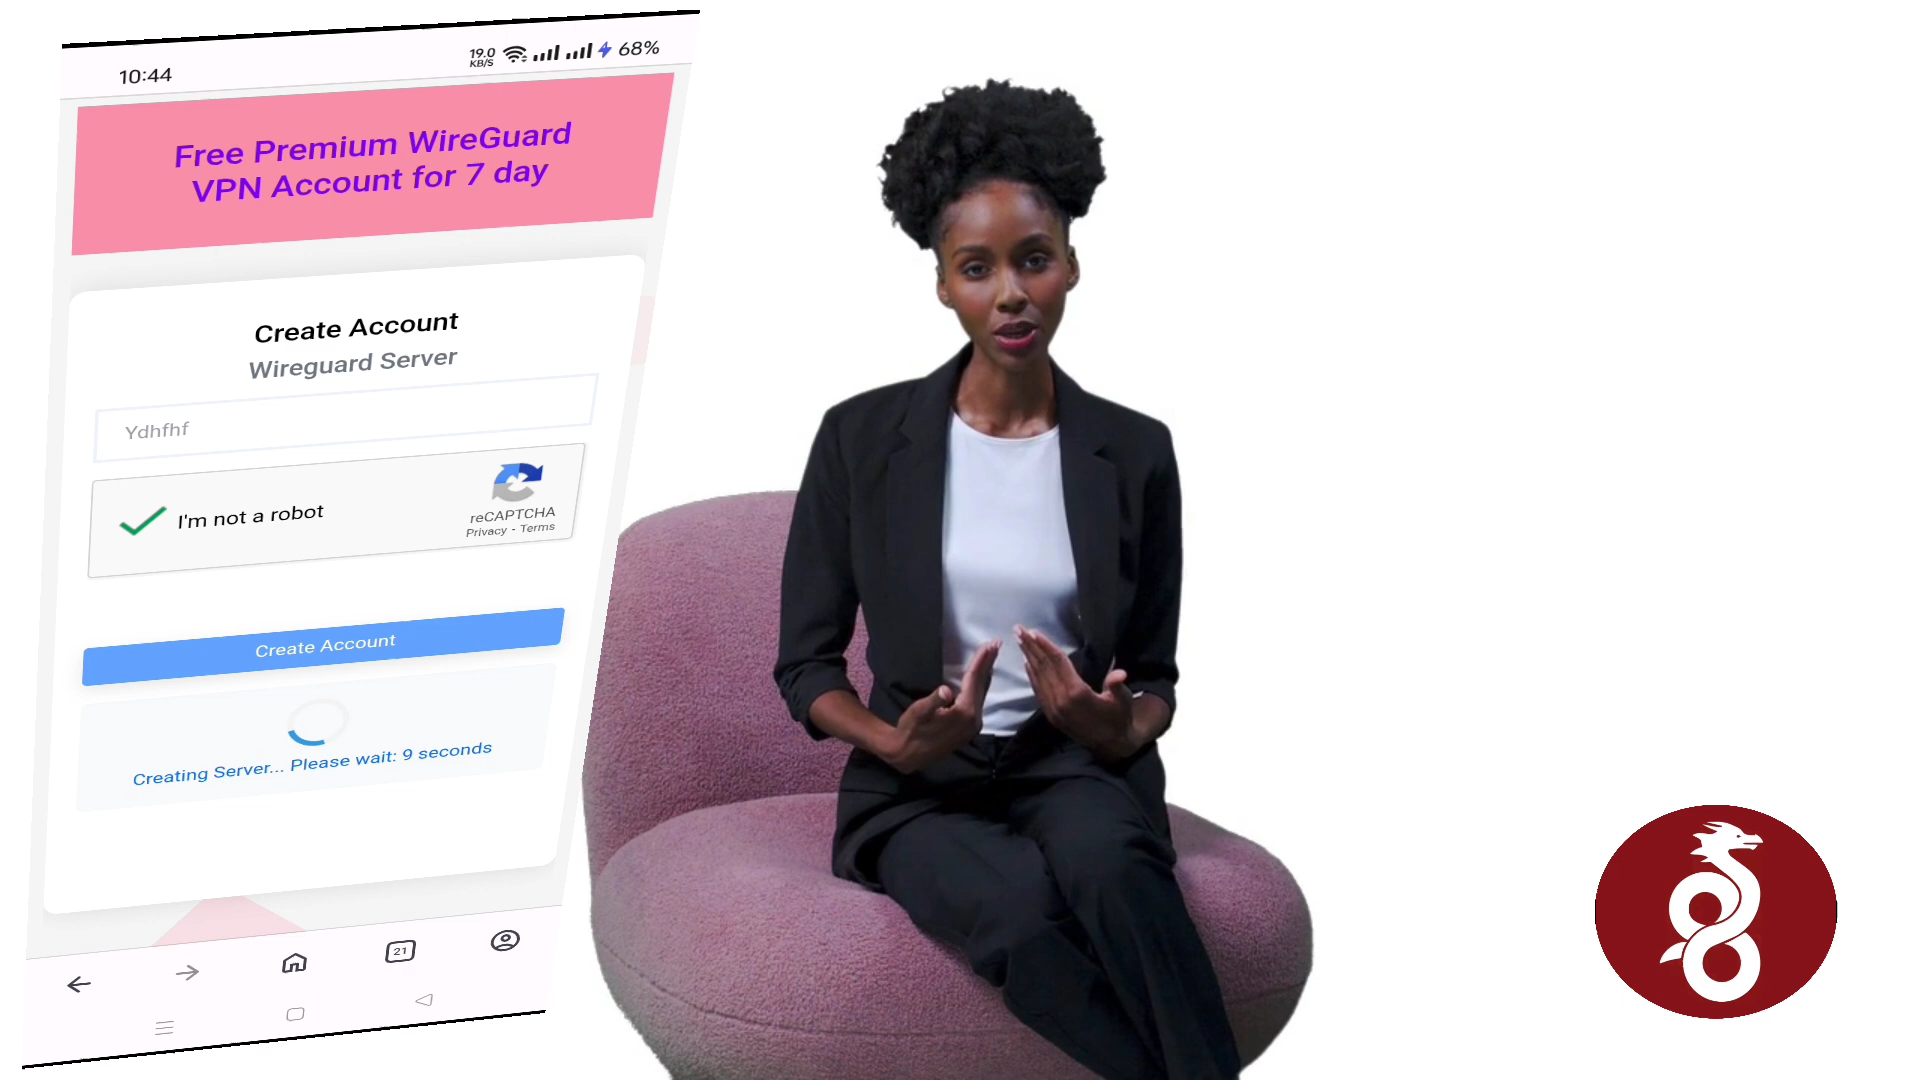 10:44
19.0
KB/S
68%
Free Premium WireGuard
VPN Account for 7 day
Create Account
Wireguard Server
Ydhfhf
I'm not a robot
reCAPTCHA
Privacy - Terms
Create Account
Creating Server... Please wait: 9 seconds
21